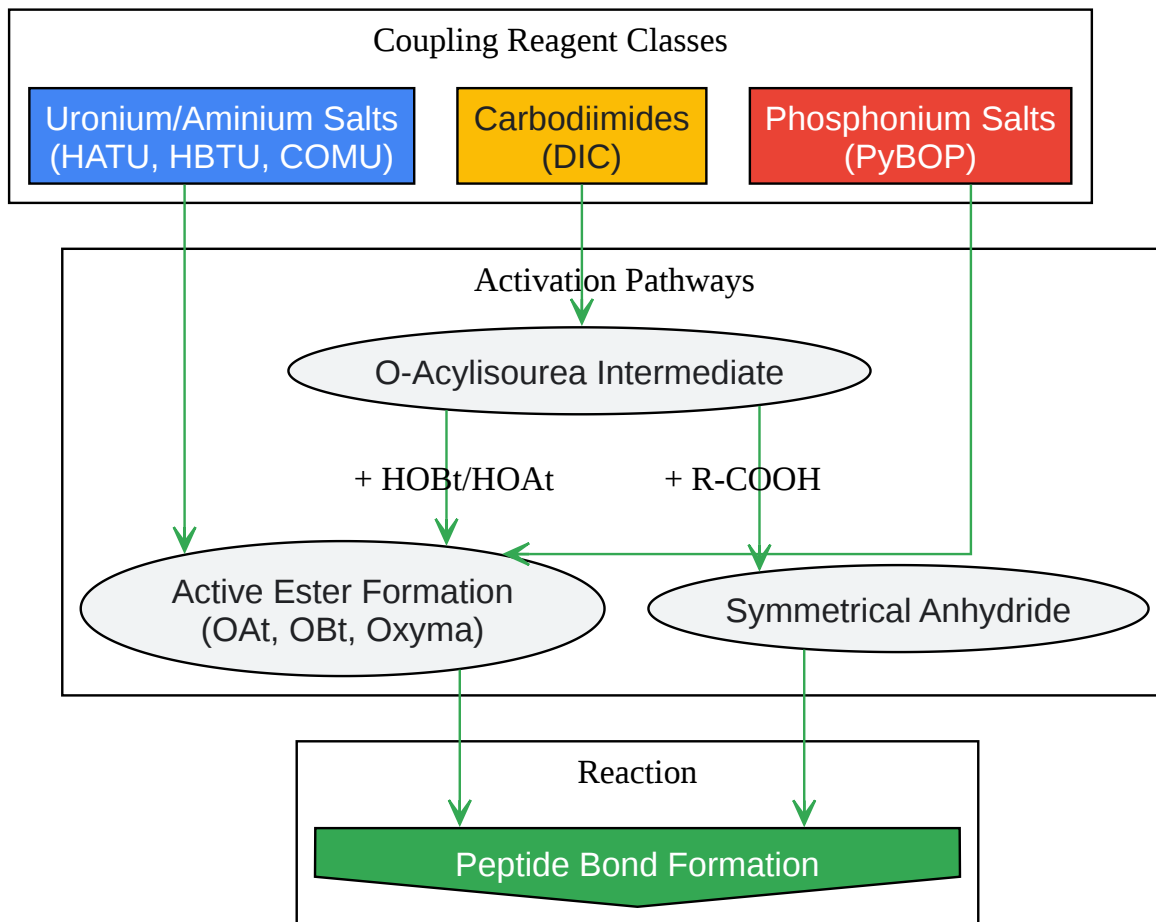 Coupling Reagent Classes
Uronium/Aminium Salts
(HATU, HBTU, COMU)
Carbodiimides
(DIC)
Phosphonium Salts
(PyBOP)
Activation Pathways
O-Acylisourea Intermediate
+ HOBt/HOAt
+ R-COOH
Active Ester Formation
(OAt, OBt, Oxyma)
Symmetrical Anhydride
Reaction
Peptide Bond Formation